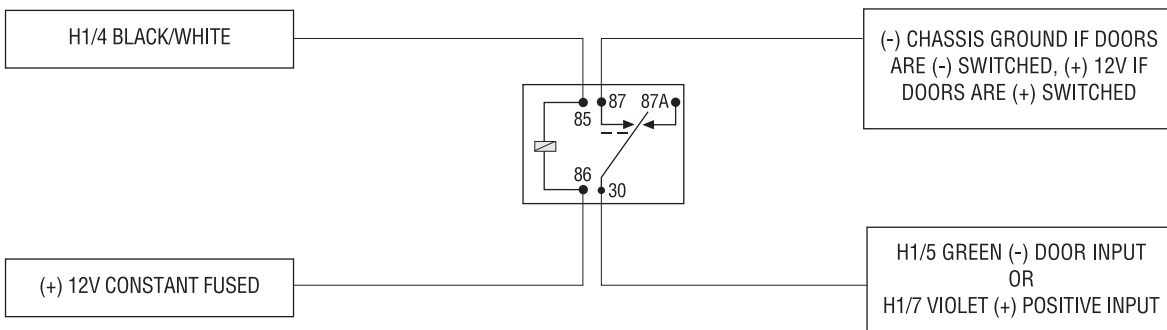 H1/4 BLACK/WHITE
(-) CHASSIS GROUND IF DOORS
ARE (-) SWITCHED, (+) 12V IF
DOORS ARE (+) SWITCHED
87 87A
85
86
30
(+) 12V CONSTANT FUSED
H1/5 GREEN (-) DOOR INPUT
OR
H1/7 VIOLET (+) POSITIVE INPUT